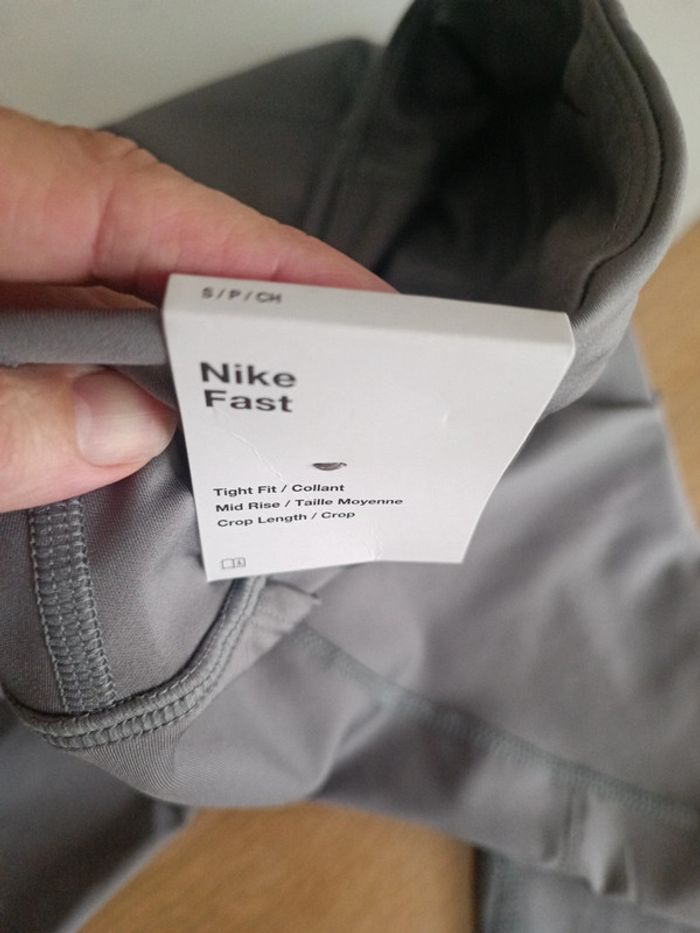 S / P / CH
Nike
Fast
Tight Fit / Collant
Mid Rise / Taille Moyenne
Crop Length / Crop